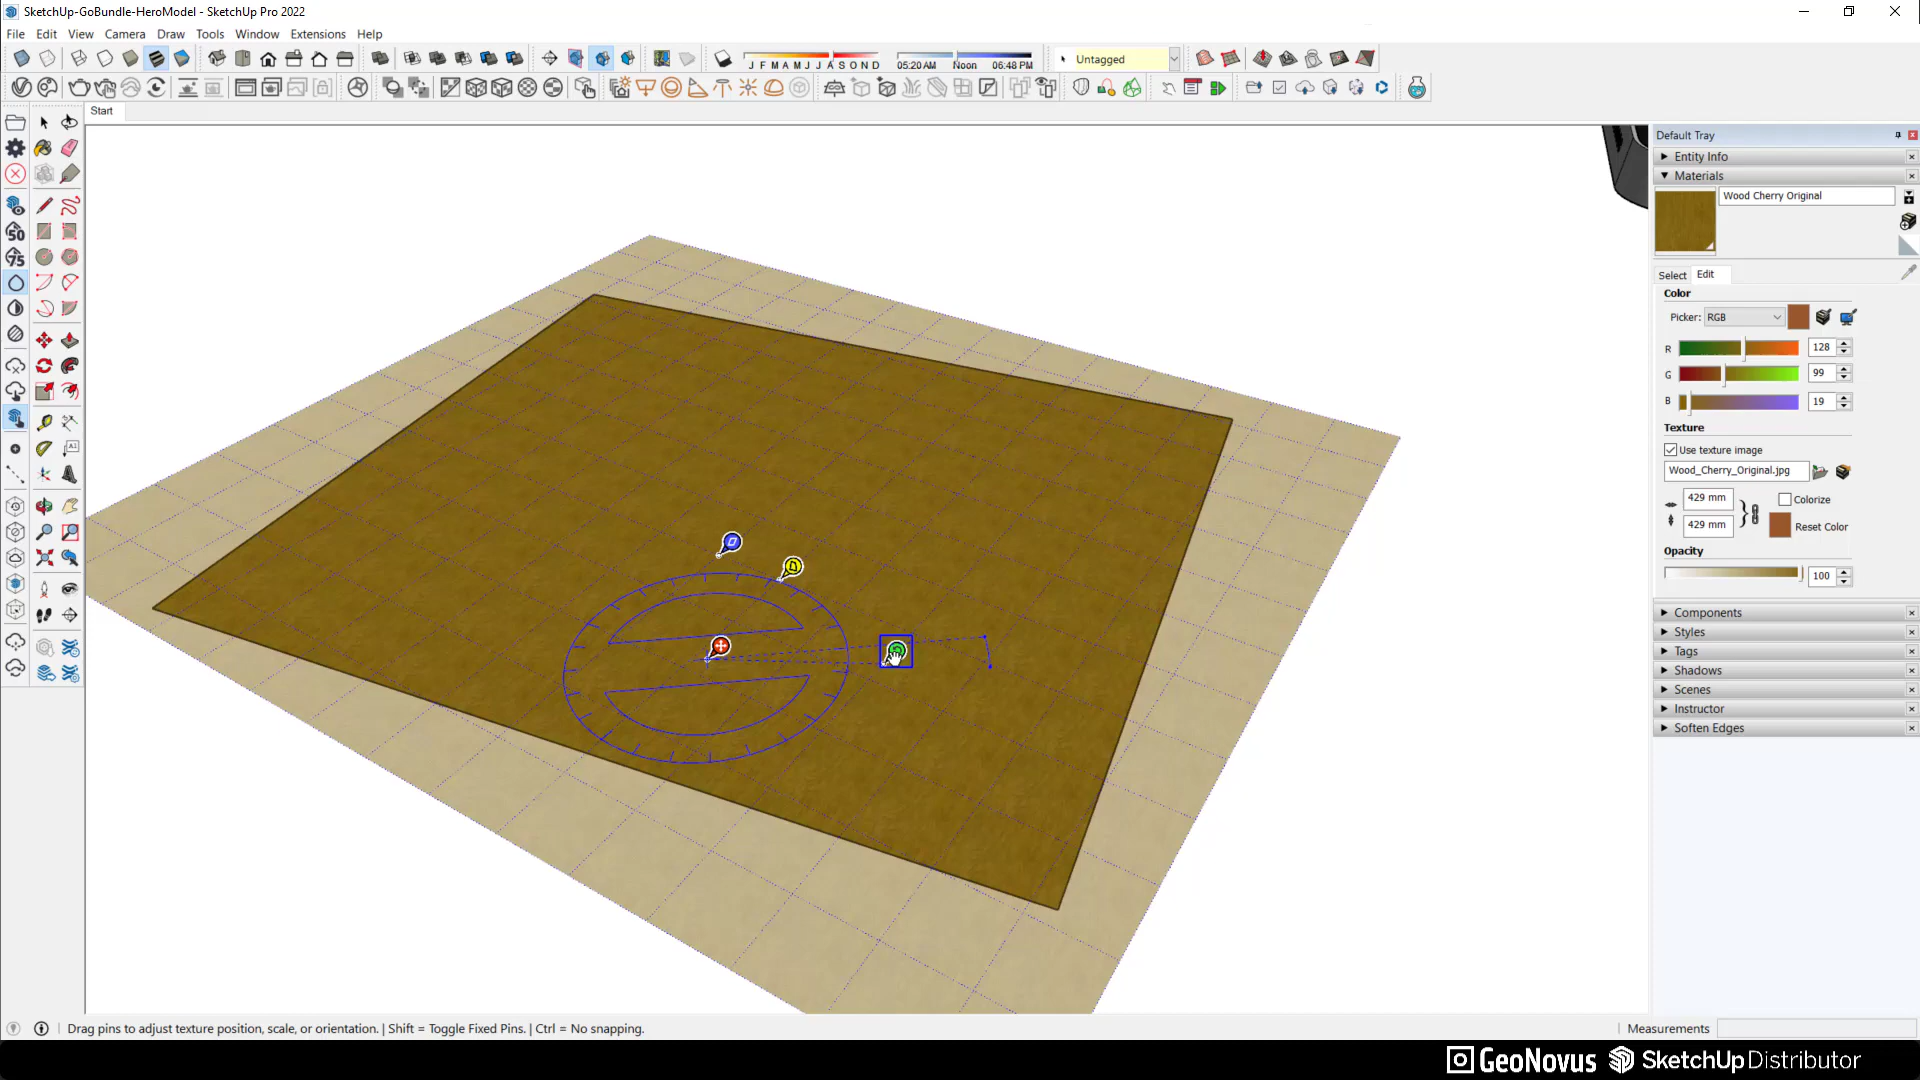 SketchUp-GoBundle-HeroModel - SketchUp Pro 2022
File Edit View Camera Draw Tools Window Extensions Help
J F M A M J J A S O N D
05:20 AM Noon 06:48 PM
Untagged
Start
50
75
A1
Default Tray
Entity Info
Materials
Wood Cherry Original
Select Edit
Color
Picker: RGB
R 128
G 99
B 19
Texture
Use texture image
Wood_Cherry_Original.jpg
429 mm
Colorize
429 mm
Reset Color
Opacity
100
Components
Styles
Tags
Shadows
Scenes
Instructor
Soften Edges
Drag pins to adjust texture position, scale, or orientation. | Shift = Toggle Fixed Pins. | Ctrl = No snapping.
Measurements
GeoNovus SketchUp Distributor